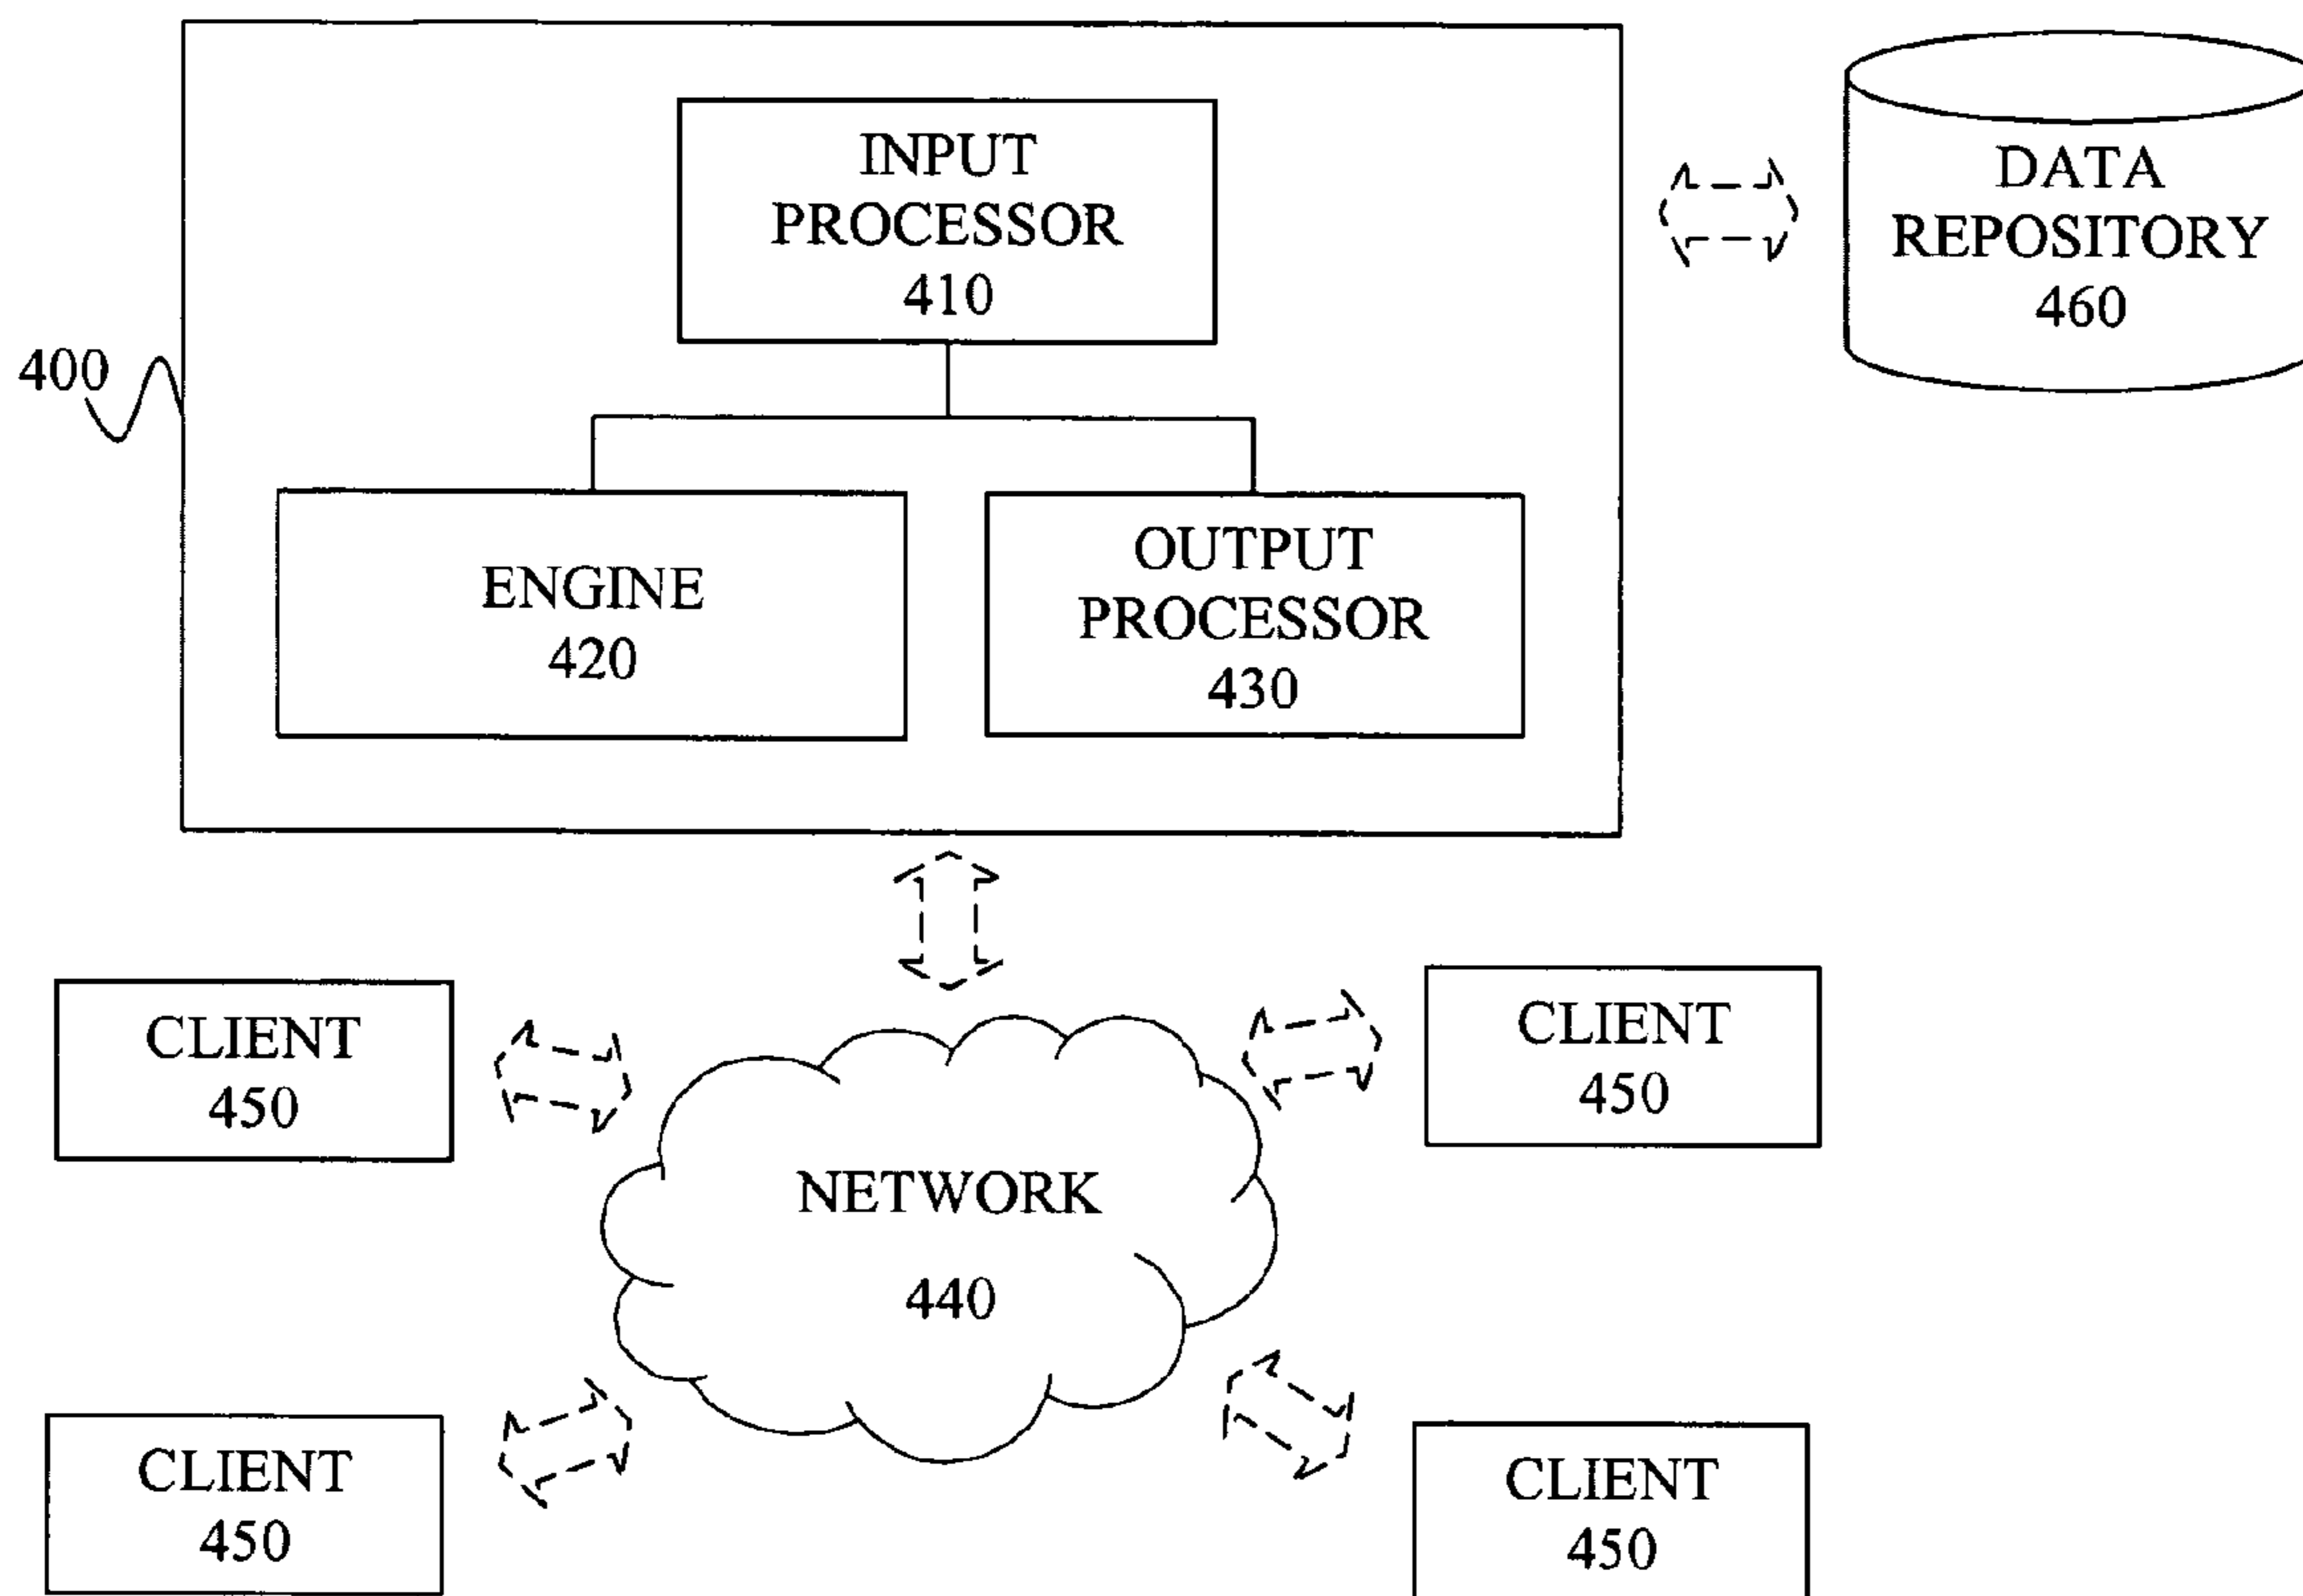 INPUT
PROCESSOR
410
DATA
REPOSITORY
460
400
ENGINE
420
OUTPUT
PROCESSOR
430
CLIENT
450
CLIENT
450
NETWORK
440
CLIENT
450
CLIENT
450